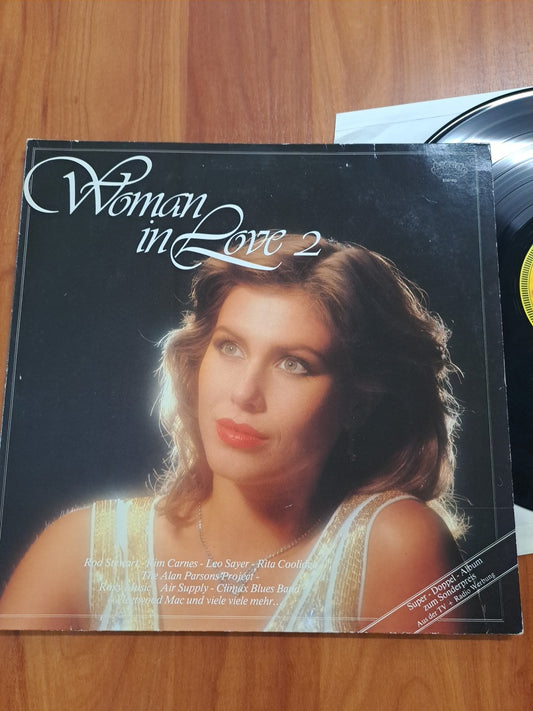 Woman
in Love 2
stereo
Rod Stewart - Kim Carnes - Leo Sayer - Rita Coolidge
The Alan Parsons Project -
Roxy Music - Air Supply - Climax Blues Band
Fleetwood Mac und viele viele mehr...
Super - Doppel - Album
zum Sonderpreis
Aus der TV + Radio Werbung